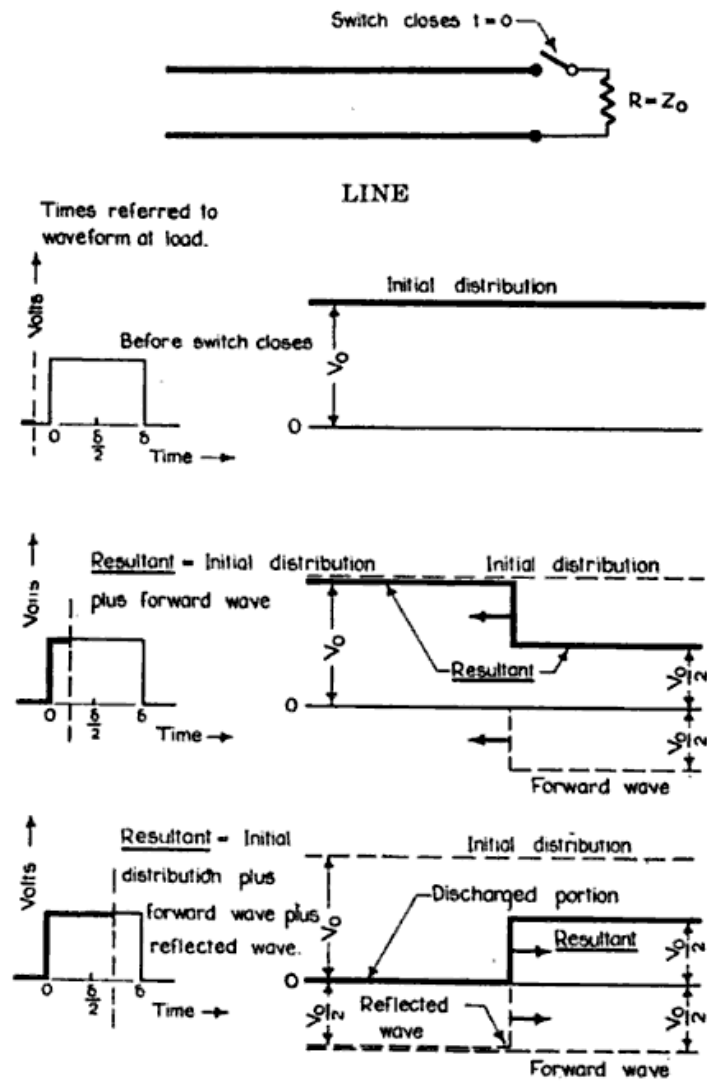 Switch closes t=0
R=Z₀
LINE
Times referred to
waveform at load.
Volts
Initial distribution
Before switch closes
V₀
0
0 δ/2 δ
Time →
Resultant = Initial distribution
Initial distribution
plus forward wave
Volts
V₀
Resultant
V₀/2
0
0 δ/2 δ
Time →
V₀/2
Forward wave
Resultant = Initial
Initial distribution
distribution plus
Volts
V₀
Discharged portion
forward wave plus
Resultant
V₀/2
reflected wave.
0
0 δ/2 δ
Time →
V₀/2
Reflected
wave
V₀/2
Forward wave